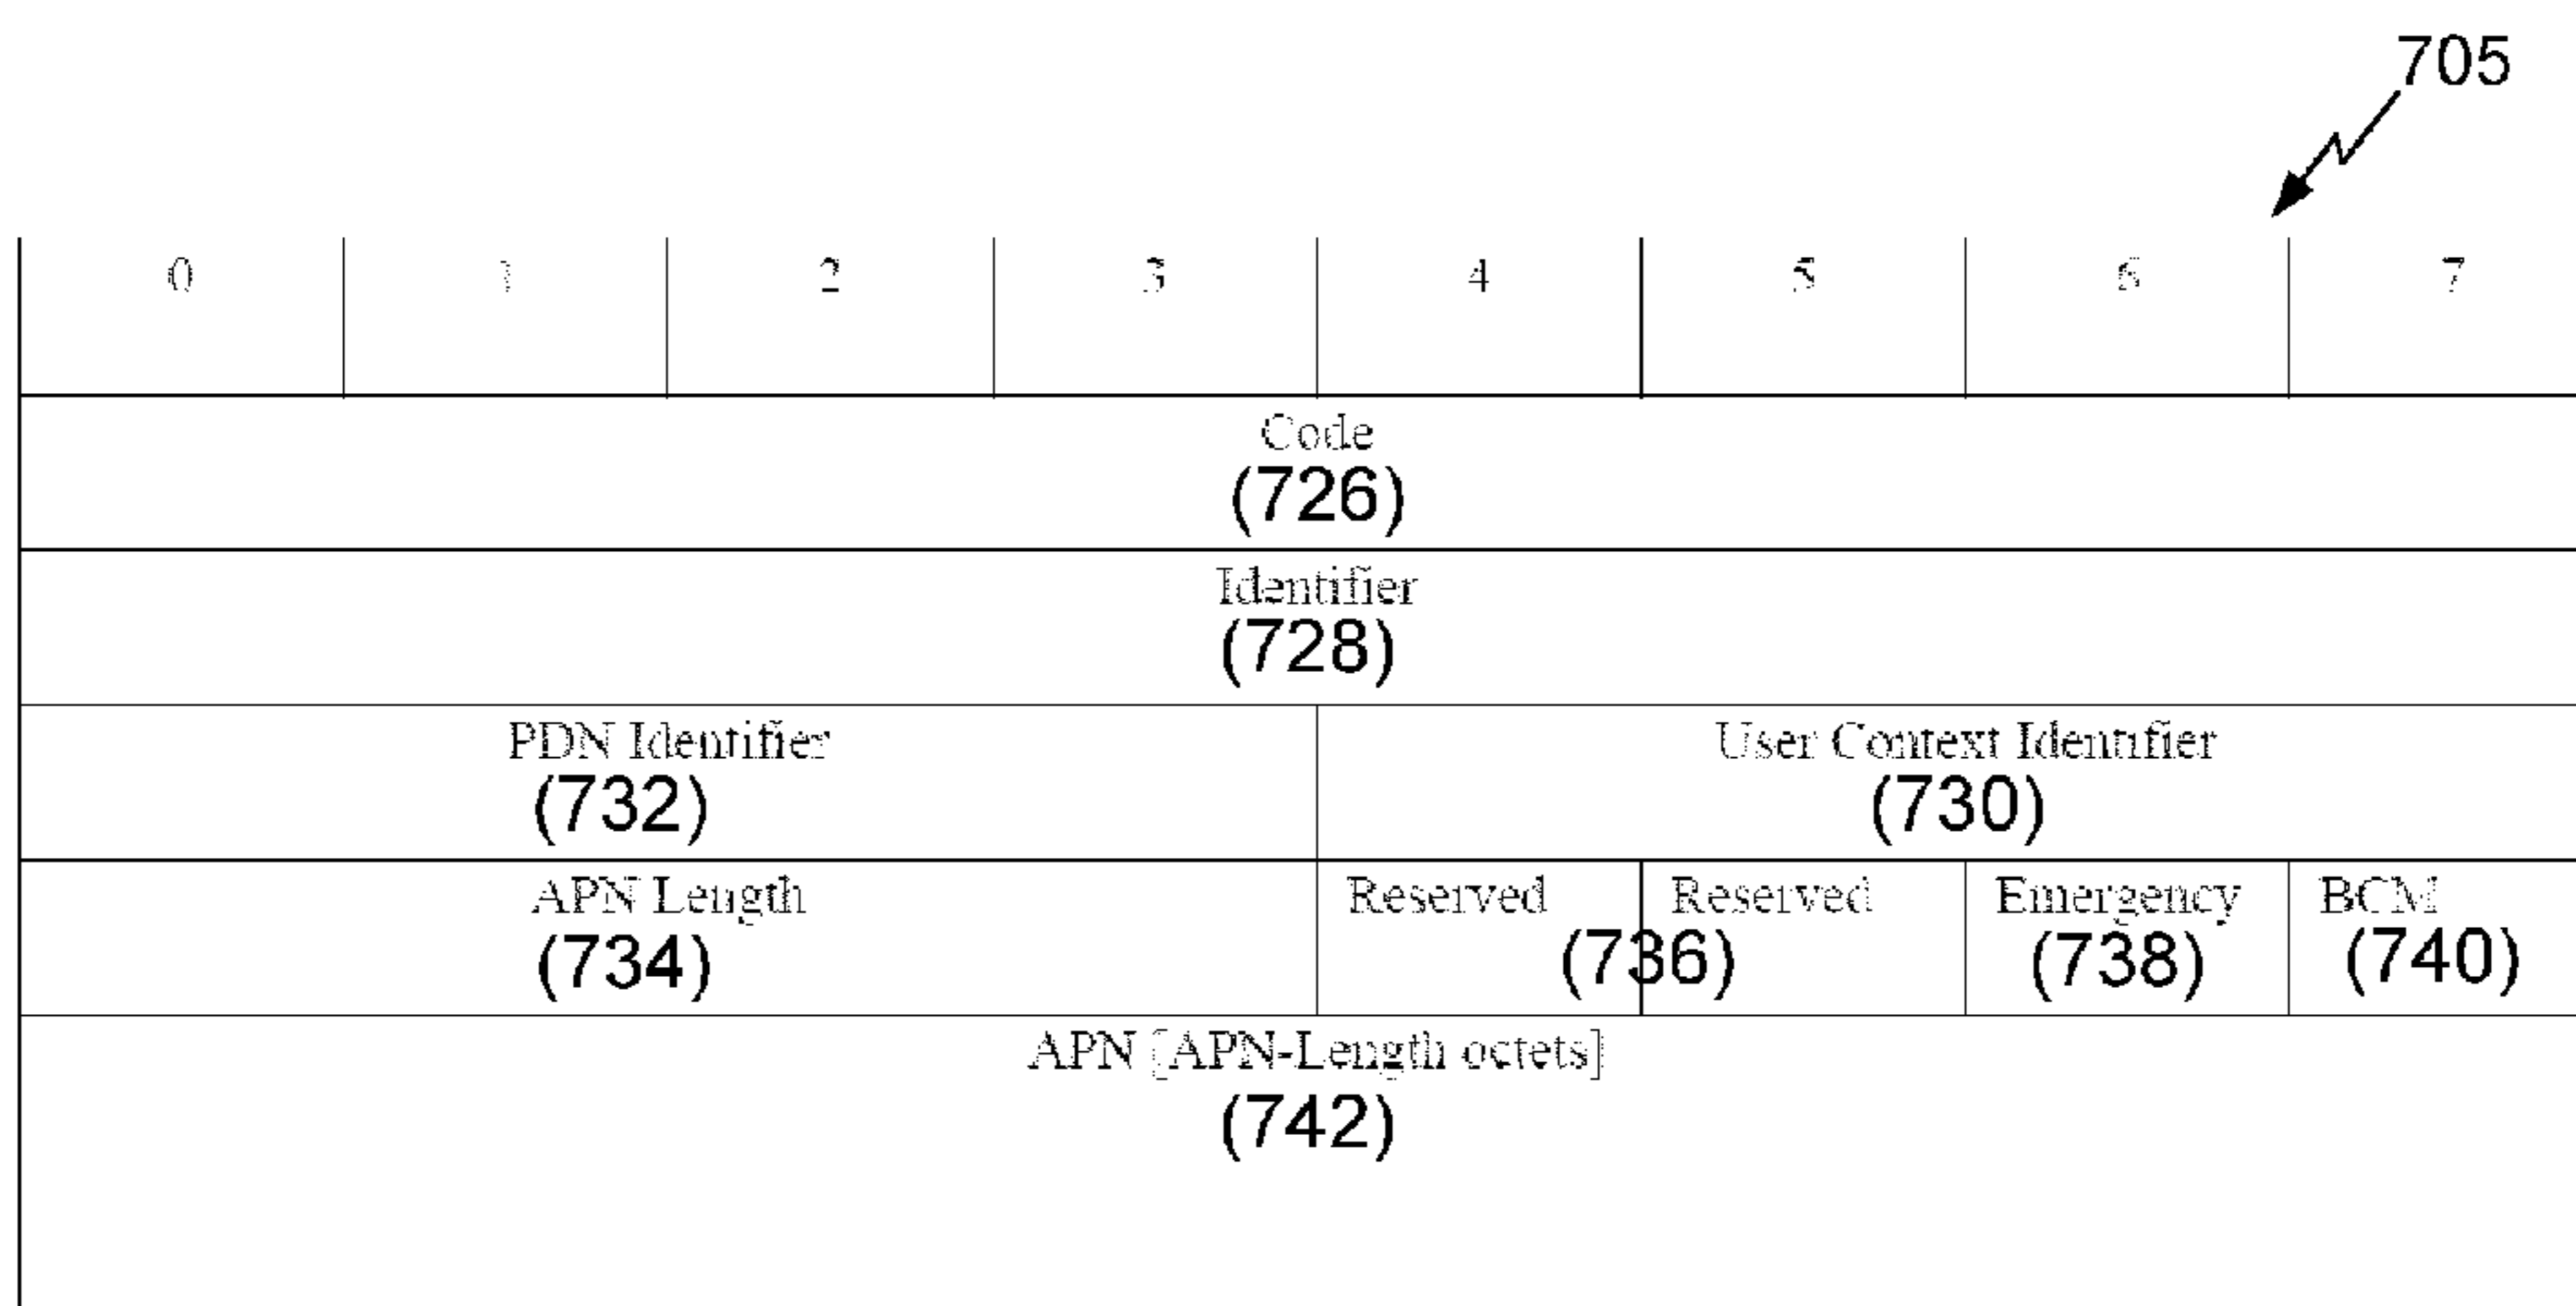 705
0 1 2 3 4 5 6 7
Code
(726)
Identifier
(728)
PDN Identifier User Context Identifier
(732) (730)
APN Length Reserved Reserved Emergency BCM
(734) (736) (738) (740)
APN [APN-Length octets]
(742)